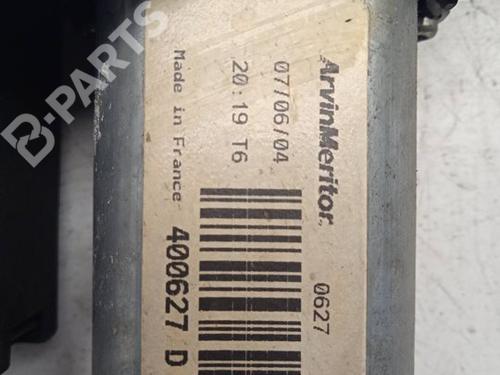 ArvinMeritor
0627
07/06/04
20:19 T6
Made in France
400627 D
B-PARTS